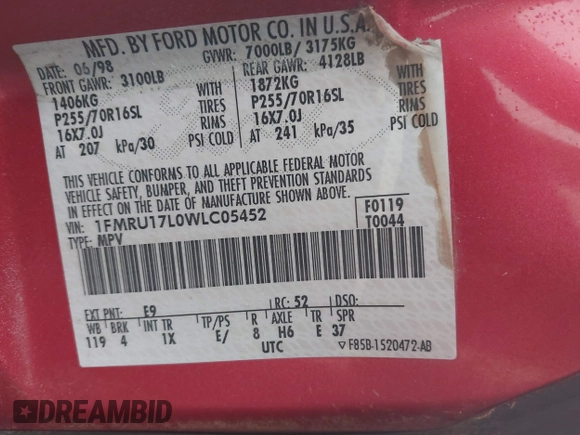 MFD. BY FORD MOTOR CO. IN U.S.A.
DATE: 06/98 GVWR: 7000LB/ 3175KG
FRONT GAWR: 3100LB REAR GAWR: 4128LB
1406KG WITH 1872KG WITH
P255/70R16SL TIRES P255/70R16SL TIRES
16X7.0J RIMS 16X7.0J RIMS
AT 207 kPa/30 PSI COLD AT 241 kPa/35 PSI COLD
THIS VEHICLE CONFORMS TO ALL APPLICABLE FEDERAL MOTOR
VEHICLE SAFETY, BUMPER, AND THEFT PREVENTION STANDARDS
IN EFFECT ON THE DATE OF MANUFACTURE SHOWN ABOVE.
VIN: 1FMRU17L0WLC05452 F0119
TYPE: MPV T0044
EXT PNT: E9 RC: 52 DSO:
WB BRK INT TR TP/PS R AXLE TR SPR
119 4 1X E/ 8 H6 E 37
UTC ▽ F85B-1520472-AB
DREAMBID